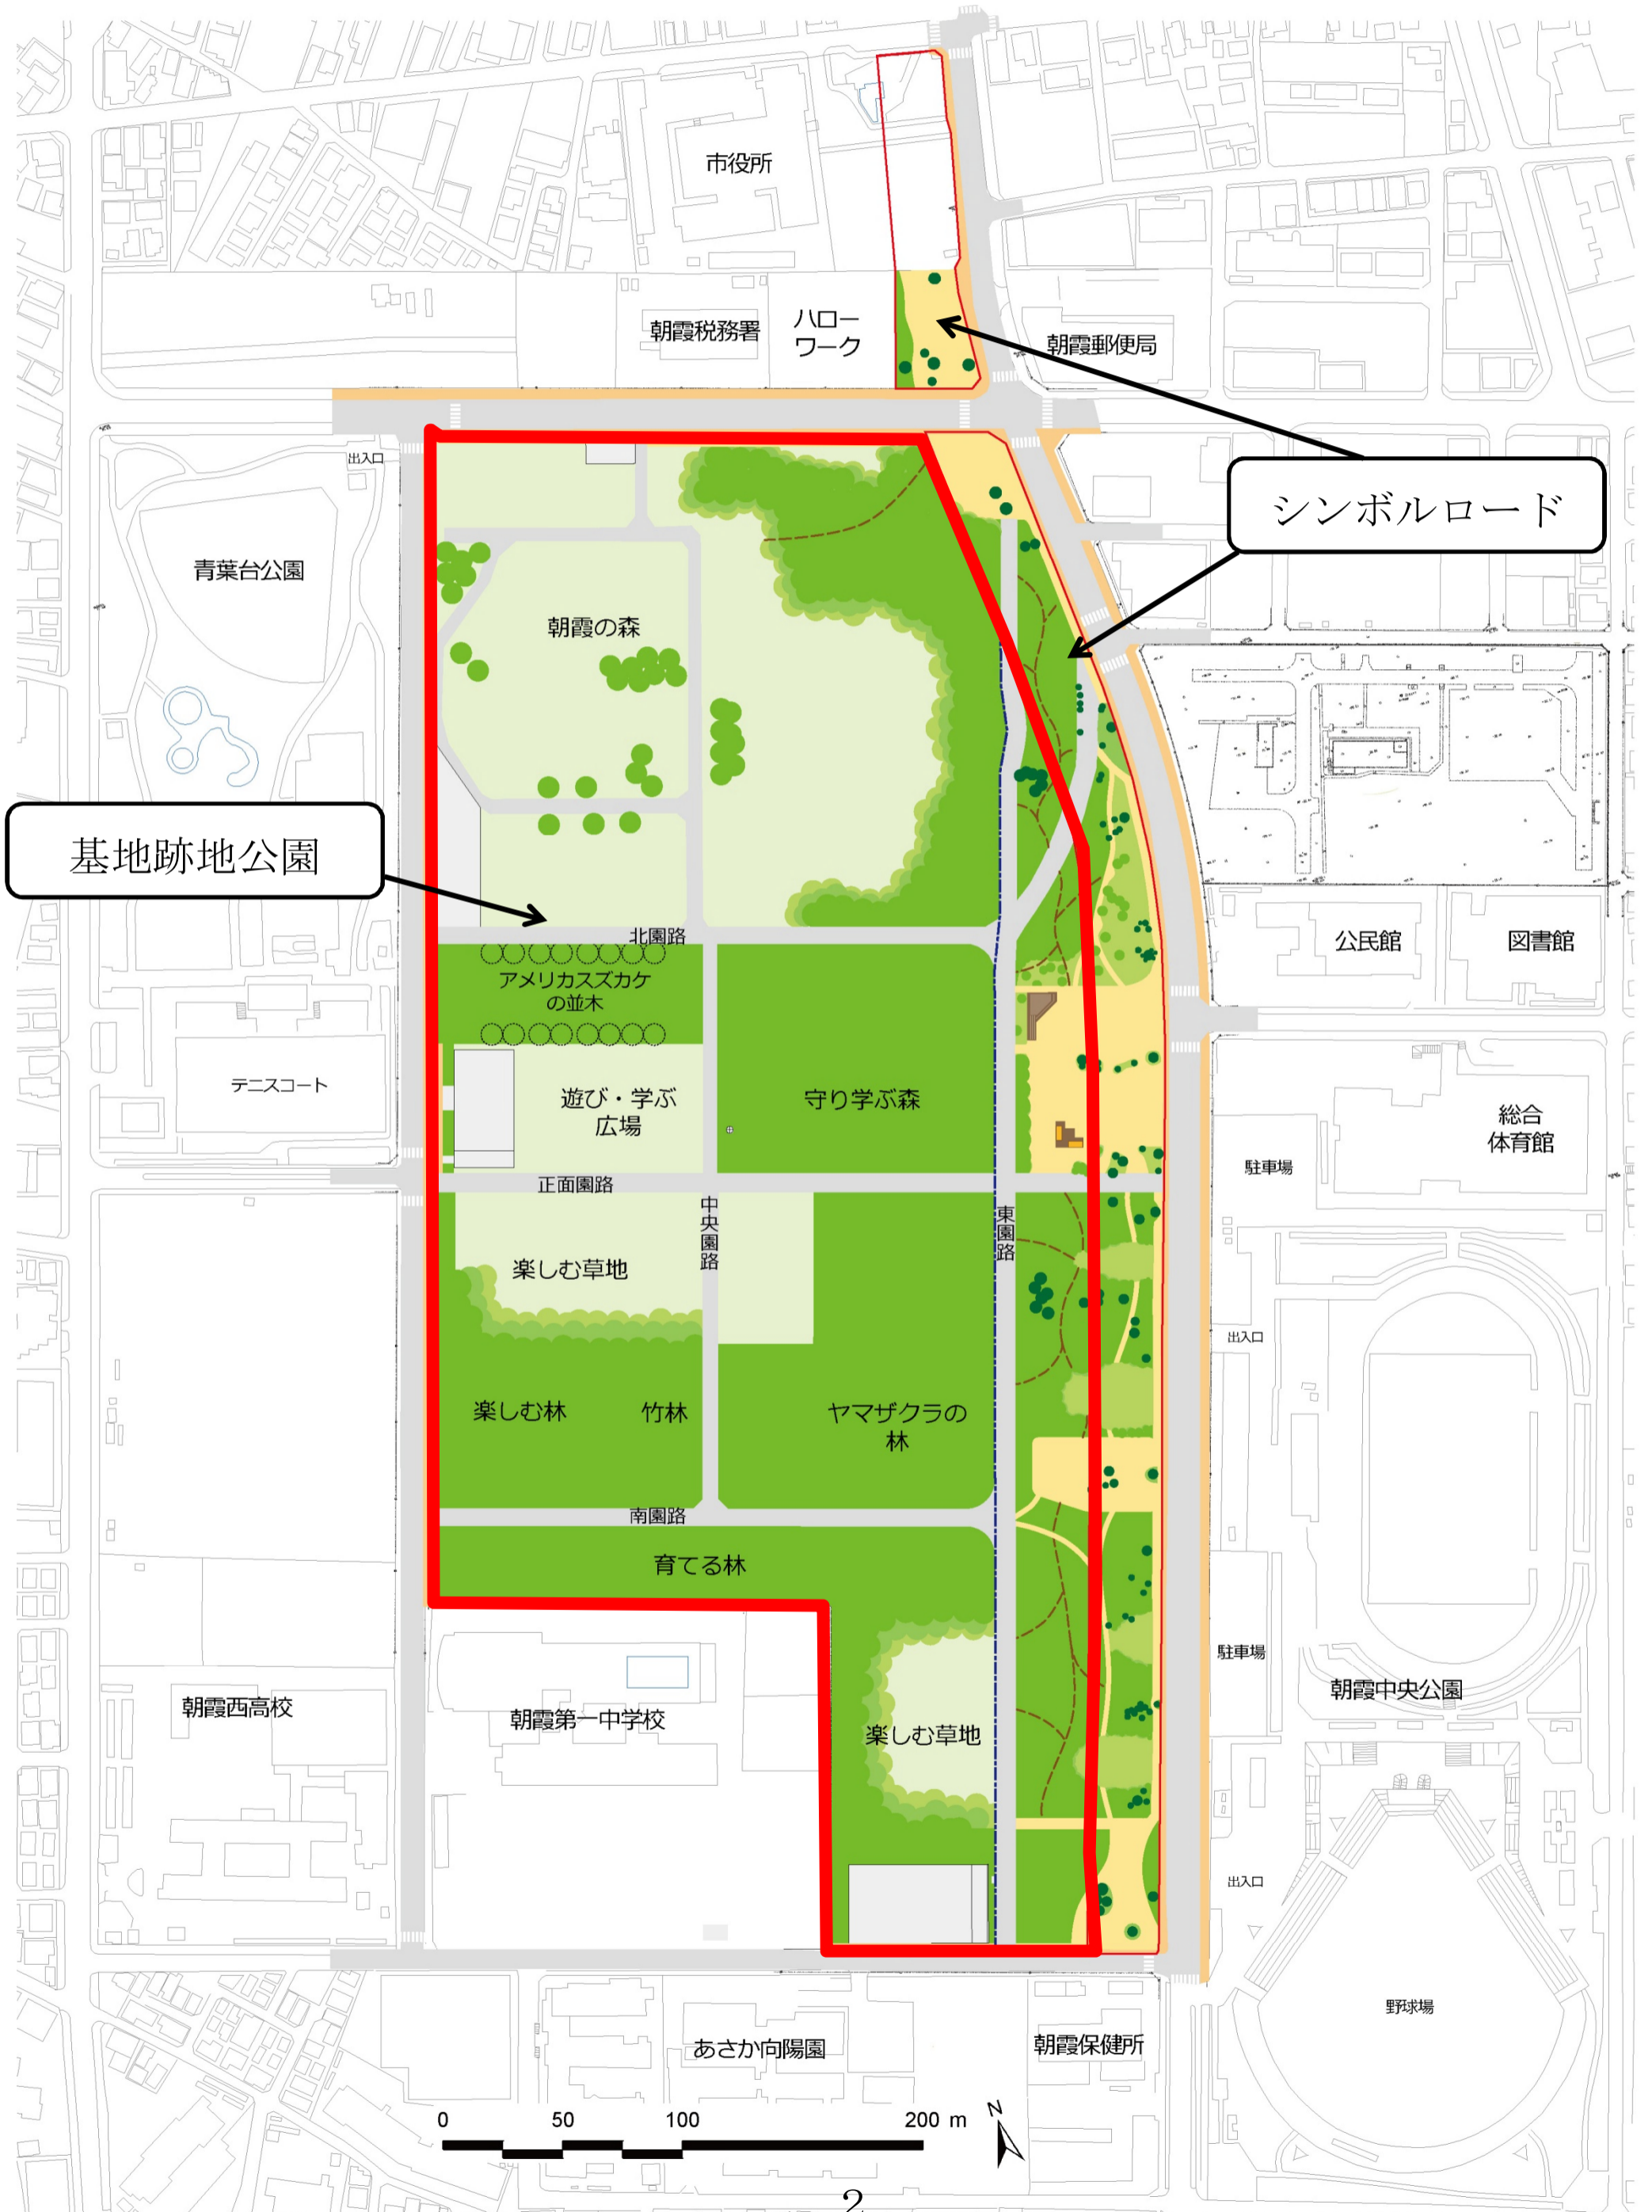 市役所
朝霞税務署
ハロー
ワーク
朝霞郵便局
出入口
シンボルロード
青葉台公園
朝霞の森
基地跡地公園
北園路
公民館
図書館
アメリカスズカケ
の並木
テニスコート
遊び・学ぶ
広場
守り学ぶ森
総合
体育館
駐車場
正面園路
中央園路
東園路
楽しむ草地
出入口
楽しむ林
竹林
ヤマザクラの
林
南園路
育てる林
駐車場
朝霞中央公園
朝霞西高校
朝霞第一中学校
楽しむ草地
出入口
野球場
あさか向陽園
朝霞保健所
0 50 100 200 m
N
2